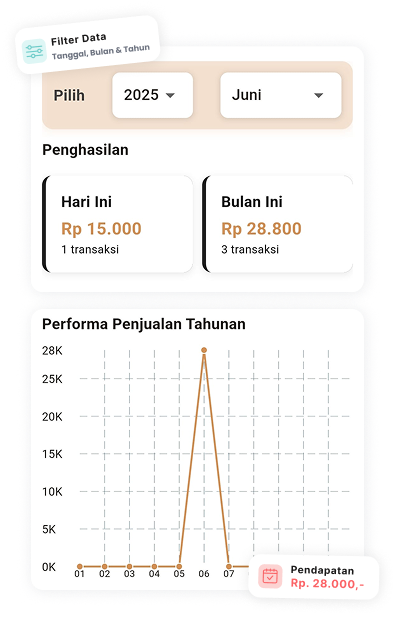 Filter Data
Tanggal, Bulan & Tahun
Pilih
2025
Juni
Penghasilan
Hari Ini
Rp 15.000
1 transaksi
Bulan Ini
Rp 28.800
3 transaksi
Performa Penjualan Tahunan
28K
25K
20K
15K
10K
5K
0K
01 02 03 04 05 06 07
Pendapatan
Rp. 28.000,-